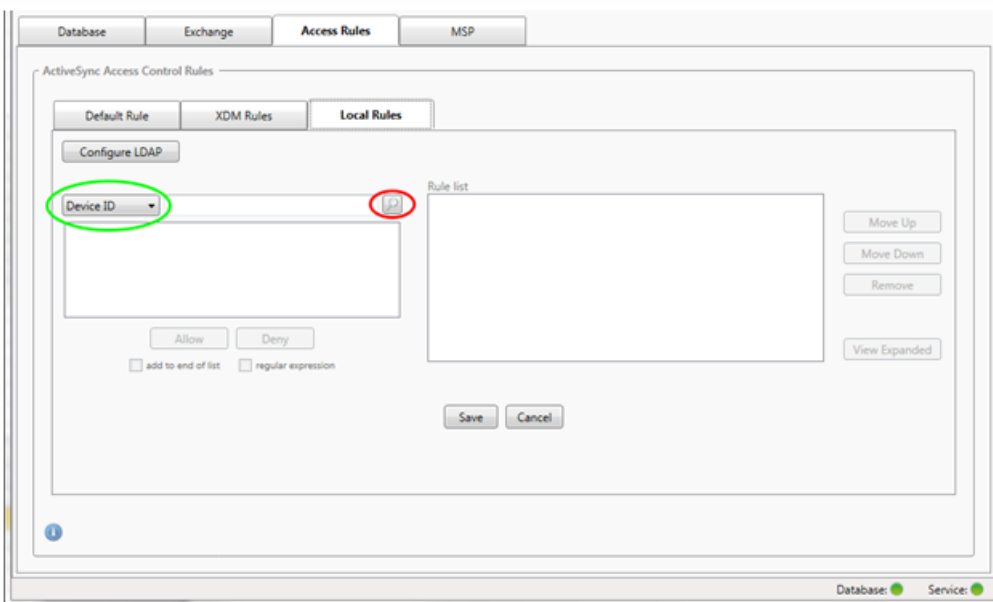 Database Exchange Access Rules MSP
ActiveSync Access Control Rules
Default Rule XDM Rules Local Rules
Configure LDAP
Rule list
Device ID
Move Up
Move Down
Remove
Allow Deny
View Expanded
add to end of list regular expression
Save Cancel
Database: Service: